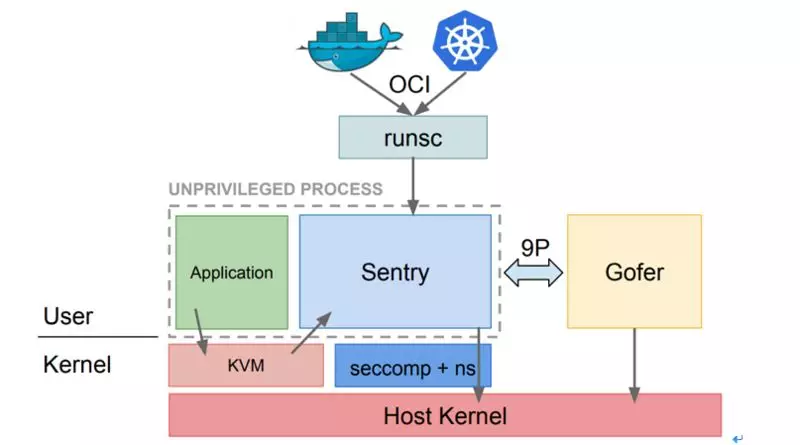 OCI
runsc
UNPRIVILEGED PROCESS
Application
Sentry
9P
Gofer
User
Kernel
KVM
seccomp + ns
Host Kernel